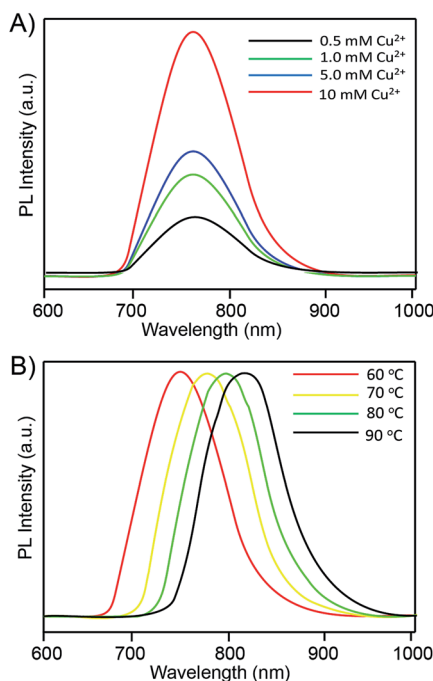 A)
0.5 mM Cu²⁺
1.0 mM Cu²⁺
5.0 mM Cu²⁺
10 mM Cu²⁺
PL Intensity (a.u.)
600 700 800 900 1000
Wavelength (nm)
B)
60 °C
70 °C
80 °C
90 °C
PL Intensity (a.u.)
600 700 800 900 1000
Wavelength (nm)